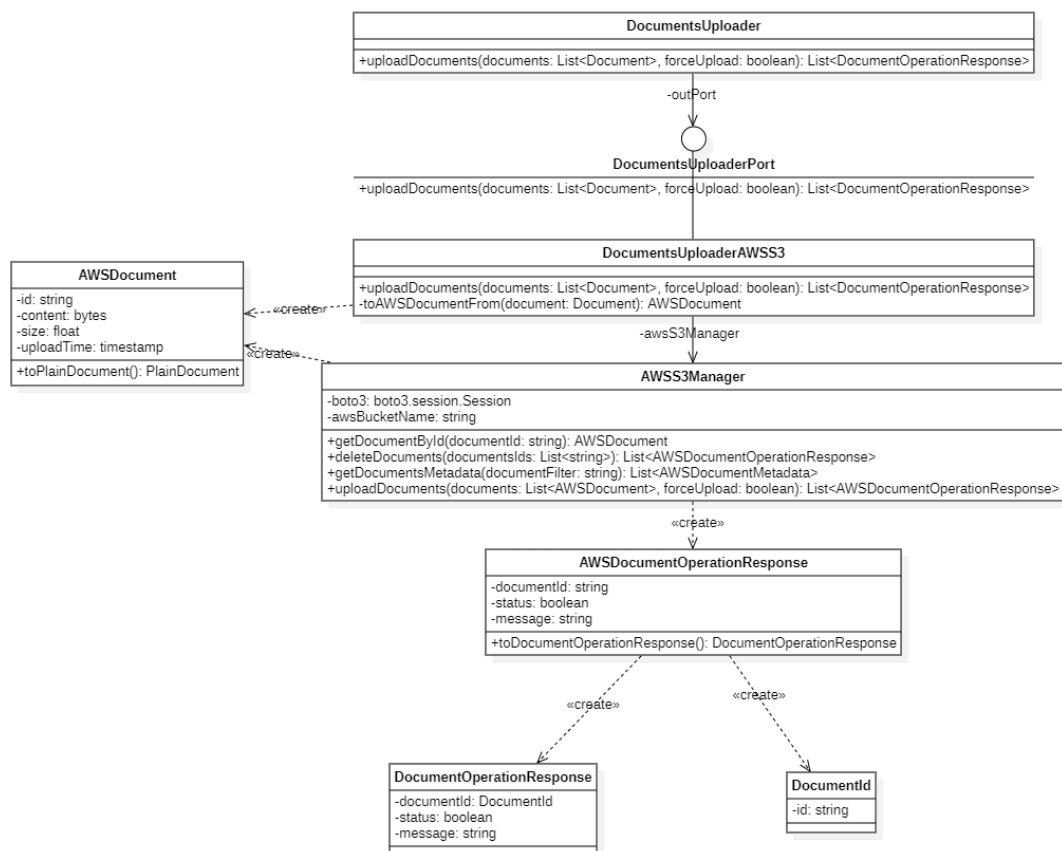 DocumentsUploader
+uploadDocuments(documents: List<Document>, forceUpload: boolean): List<DocumentOperationResponse>
-outPort
DocumentsUploaderPort
+uploadDocuments(documents: List<Document>, forceUpload: boolean): List<DocumentOperationResponse>
DocumentsUploaderAWSS3
+uploadDocuments(documents: List<Document>, forceUpload: boolean): List<DocumentOperationResponse>
-toAWSDocumentFrom(document: Document): AWSDocument
AWSDocument
-id: string
-content: bytes
-size: float
-uploadTime: timestamp
+toPlainDocument(): PlainDocument
«create»
«create»
-awsS3Manager
AWSS3Manager
-boto3: boto3.session.Session
-awsBucketName: string
+getDocumentById(documentId: string): AWSDocument
+deleteDocuments(documentsIds: List<string>): List<AWSDocumentOperationResponse>
+getDocumentsMetadata(documentFilter: string): List<AWSDocumentMetadata>
+uploadDocuments(documents: List<AWSDocument>, forceUpload: boolean): List<AWSDocumentOperationResponse>
«create»
AWSDocumentOperationResponse
-documentId: string
-status: boolean
-message: string
+toDocumentOperationResponse(): DocumentOperationResponse
«create»
«create»
DocumentOperationResponse
-documentId: DocumentId
-status: boolean
-message: string
DocumentId
-id: string